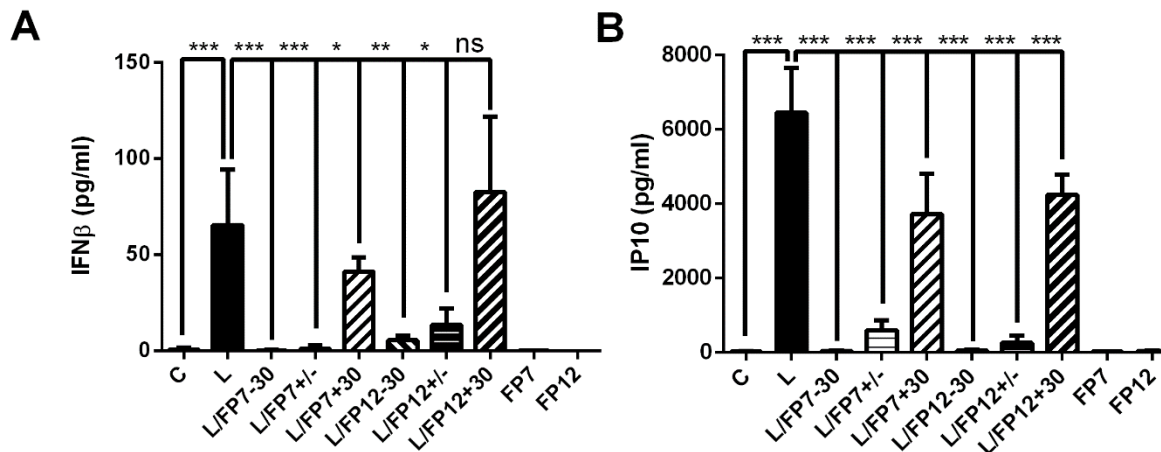 A
*** *** *** * ** * ns
IFNβ (pg/ml)
150
100
50
0
C
L
L/FP7-30
L/FP7+/-
L/FP7+30
L/FP12-30
L/FP12+/-
L/FP12+30
FP7
FP12
B
*** *** *** *** *** *** ***
IP10 (pg/ml)
8000
6000
4000
2000
0
C
L
L/FP7-30
L/FP7+/-
L/FP7+30
L/FP12-30
L/FP12+/-
L/FP12+30
FP7
FP12